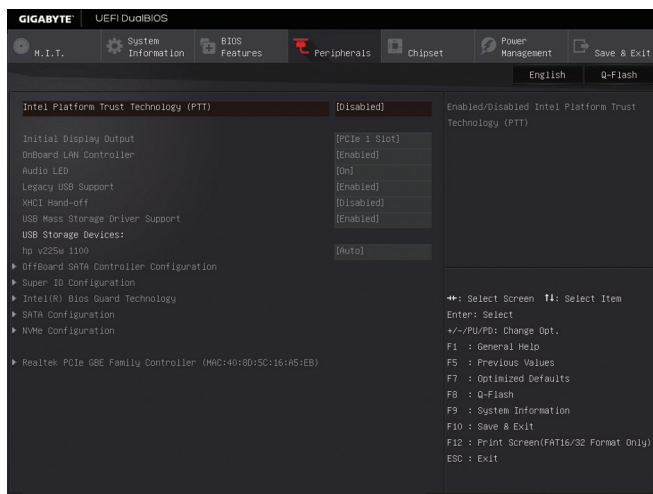 GIGABYTE™ UEFI DualBIOS
M.I.T. System Information BIOS Features Peripherals Chipset Power Management Save & Exit
English Q-Flash
Intel Platform Trust Technology (PTT) [Disabled]
Enabled/Disabled Intel Platform Trust Technology (PTT)
Initial Display Output [PCIe 1 Slot]
OnBoard LAN Controller [Enabled]
Audio LED [On]
Legacy USB Support [Enabled]
XHCI Hand-off [Disabled]
USB Mass Storage Driver Support [Enabled]
USB Storage Devices:
hp v225w 1100 [Auto]
OffBoard SATA Controller Configuration
Super IO Configuration
Intel(R) Bios Guard Technology
SATA Configuration
NVMe Configuration
Realtek PCIe GBE Family Controller (MAC:40:8D:5C:16:A5:EB)
→←: Select Screen ↑↓: Select Item
Enter: Select
+/-/PU/PD: Change Opt.
F1 : General Help
F5 : Previous Values
F7 : Optimized Defaults
F8 : Q-Flash
F9 : System Information
F10 : Save & Exit
F12 : Print Screen(FAT16/32 Format Only)
ESC : Exit